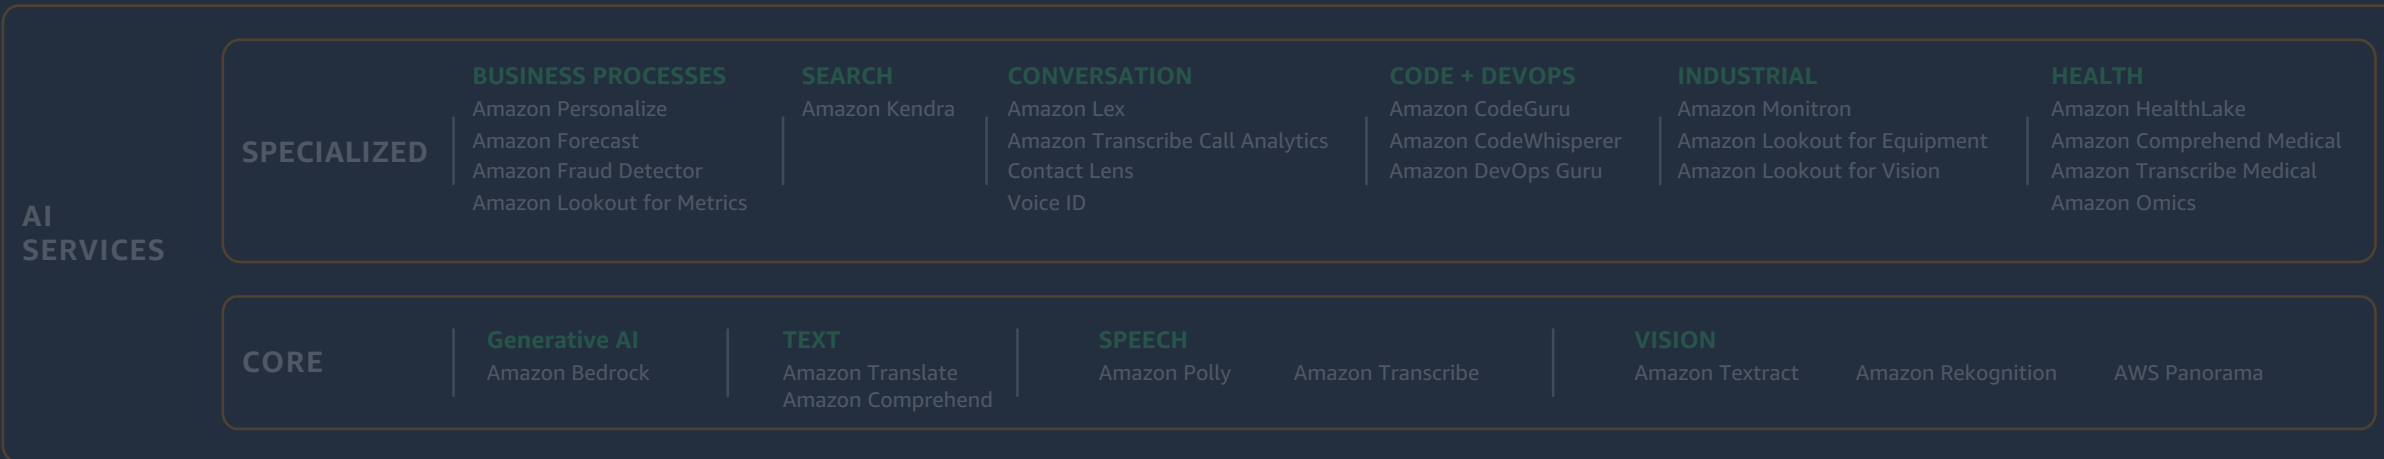 AI
SERVICES
SPECIALIZED
BUSINESS PROCESSES
Amazon Personalize
Amazon Forecast
Amazon Fraud Detector
Amazon Lookout for Metrics
SEARCH
Amazon Kendra
CONVERSATION
Amazon Lex
Amazon Transcribe Call Analytics
Contact Lens
Voice ID
CODE + DEVOPS
Amazon CodeGuru
Amazon CodeWhisperer
Amazon DevOps Guru
INDUSTRIAL
Amazon Monitron
Amazon Lookout for Equipment
Amazon Lookout for Vision
HEALTH
Amazon HealthLake
Amazon Comprehend Medical
Amazon Transcribe Medical
Amazon Omics
CORE
Generative AI
Amazon Bedrock
TEXT
Amazon Translate
Amazon Comprehend
SPEECH
Amazon Polly
Amazon Transcribe
VISION
Amazon Textract
Amazon Rekognition
AWS Panorama